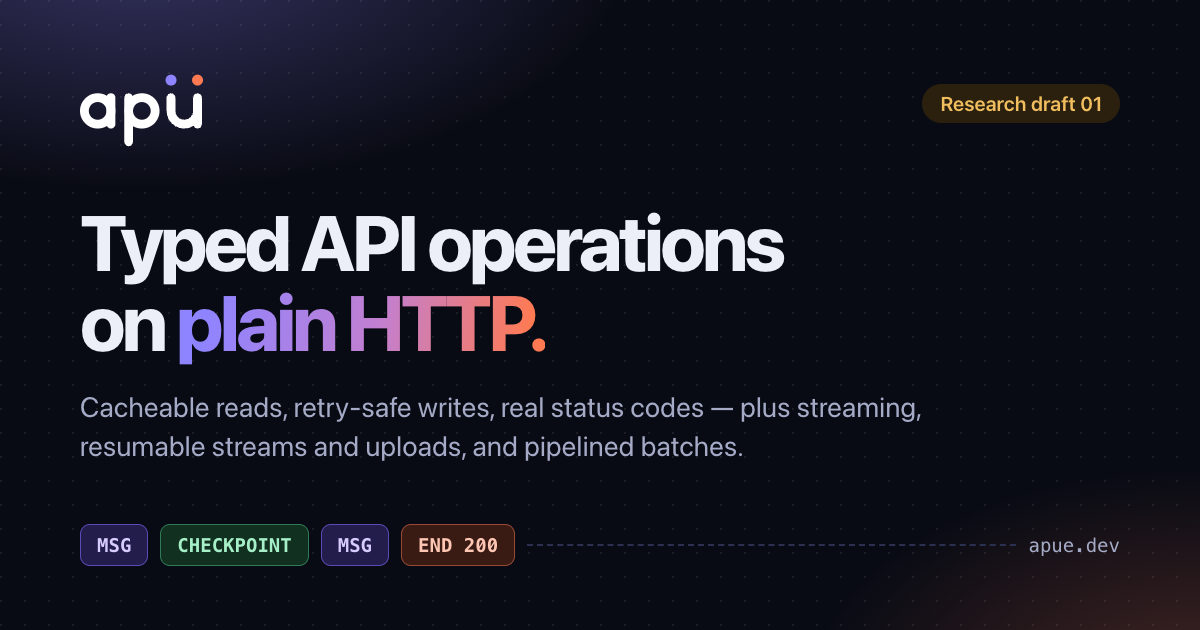 apü
Research draft 01
Typed API operations
on plain HTTP.
Cacheable reads, retry-safe writes, real status codes — plus streaming,
resumable streams and uploads, and pipelined batches.
MSG CHECKPOINT MSG END 200 apue.dev